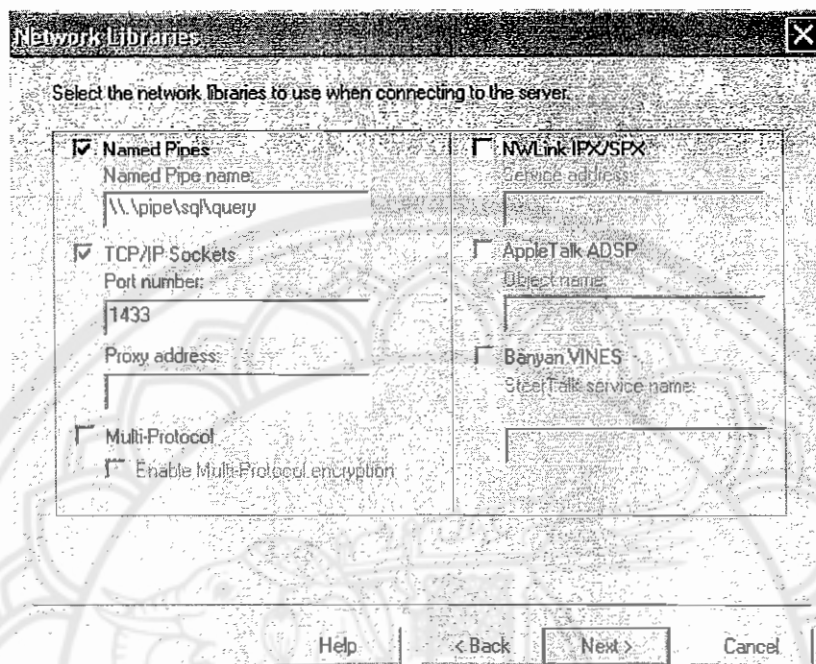 Network Libraries
Select the network libraries to use when connecting to the server.
Named Pipes
Named Pipe name:
\\.\pipe\sql\query
TCP/IP Sockets
Port number:
1433
Proxy address:
Multi-Protocol
Enable Multi-Protocol encryption
NWLink IPX/SPX
Service address:
AppleTalk ADSP
Object name:
Banyan VINES
SteetTalk service name:
Help
< Back
Next >
Cancel